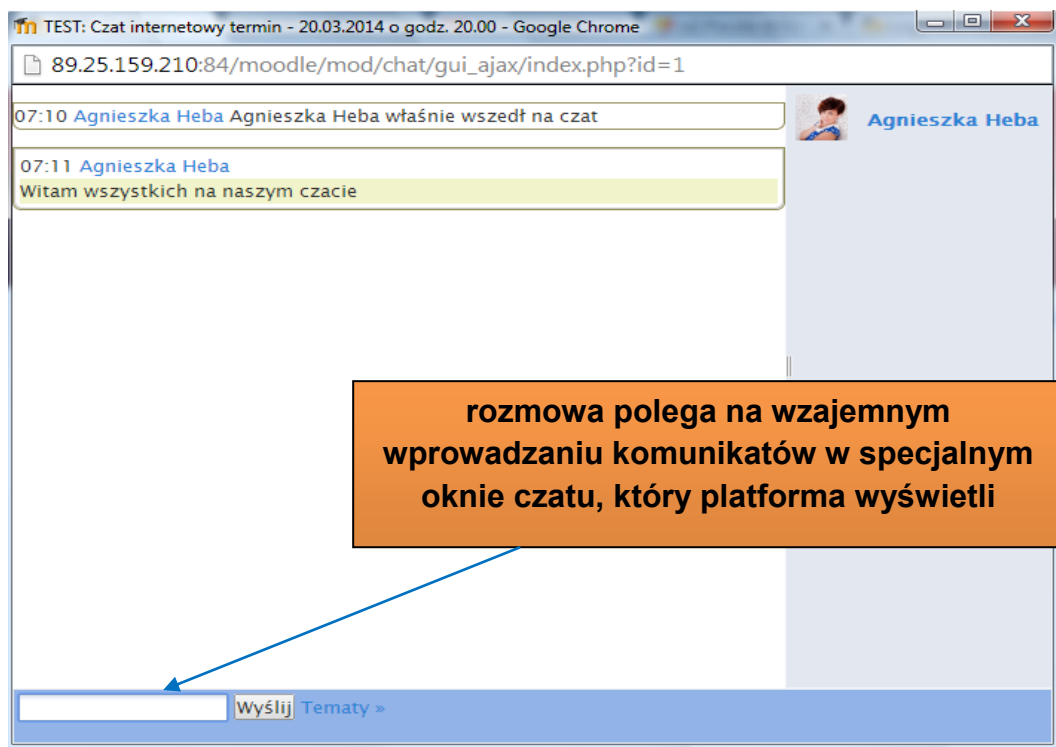 TEST: Czat internetowy termin - 20.03.2014 o godz. 20.00 - Google Chrome
89.25.159.210:84/moodle/mod/chat/gui_ajax/index.php?id=1
07:10 Agnieszka Heba Agnieszka Heba właśnie wszedł na czat
Agnieszka Heba
07:11 Agnieszka Heba
Witam wszystkich na naszym czacie
rozmowa polega na wzajemnym
wprowadzaniu komunikatów w specjalnym
oknie czatu, który platforma wyświetli
Wyślij Tematy »